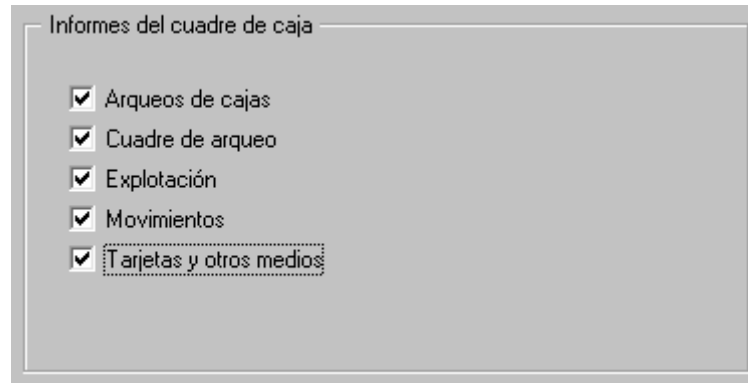 Informes del cuadre de caja
Arqueos de cajas
Cuadre de arqueo
Explotación
Movimientos
Tarjetas y otros medios